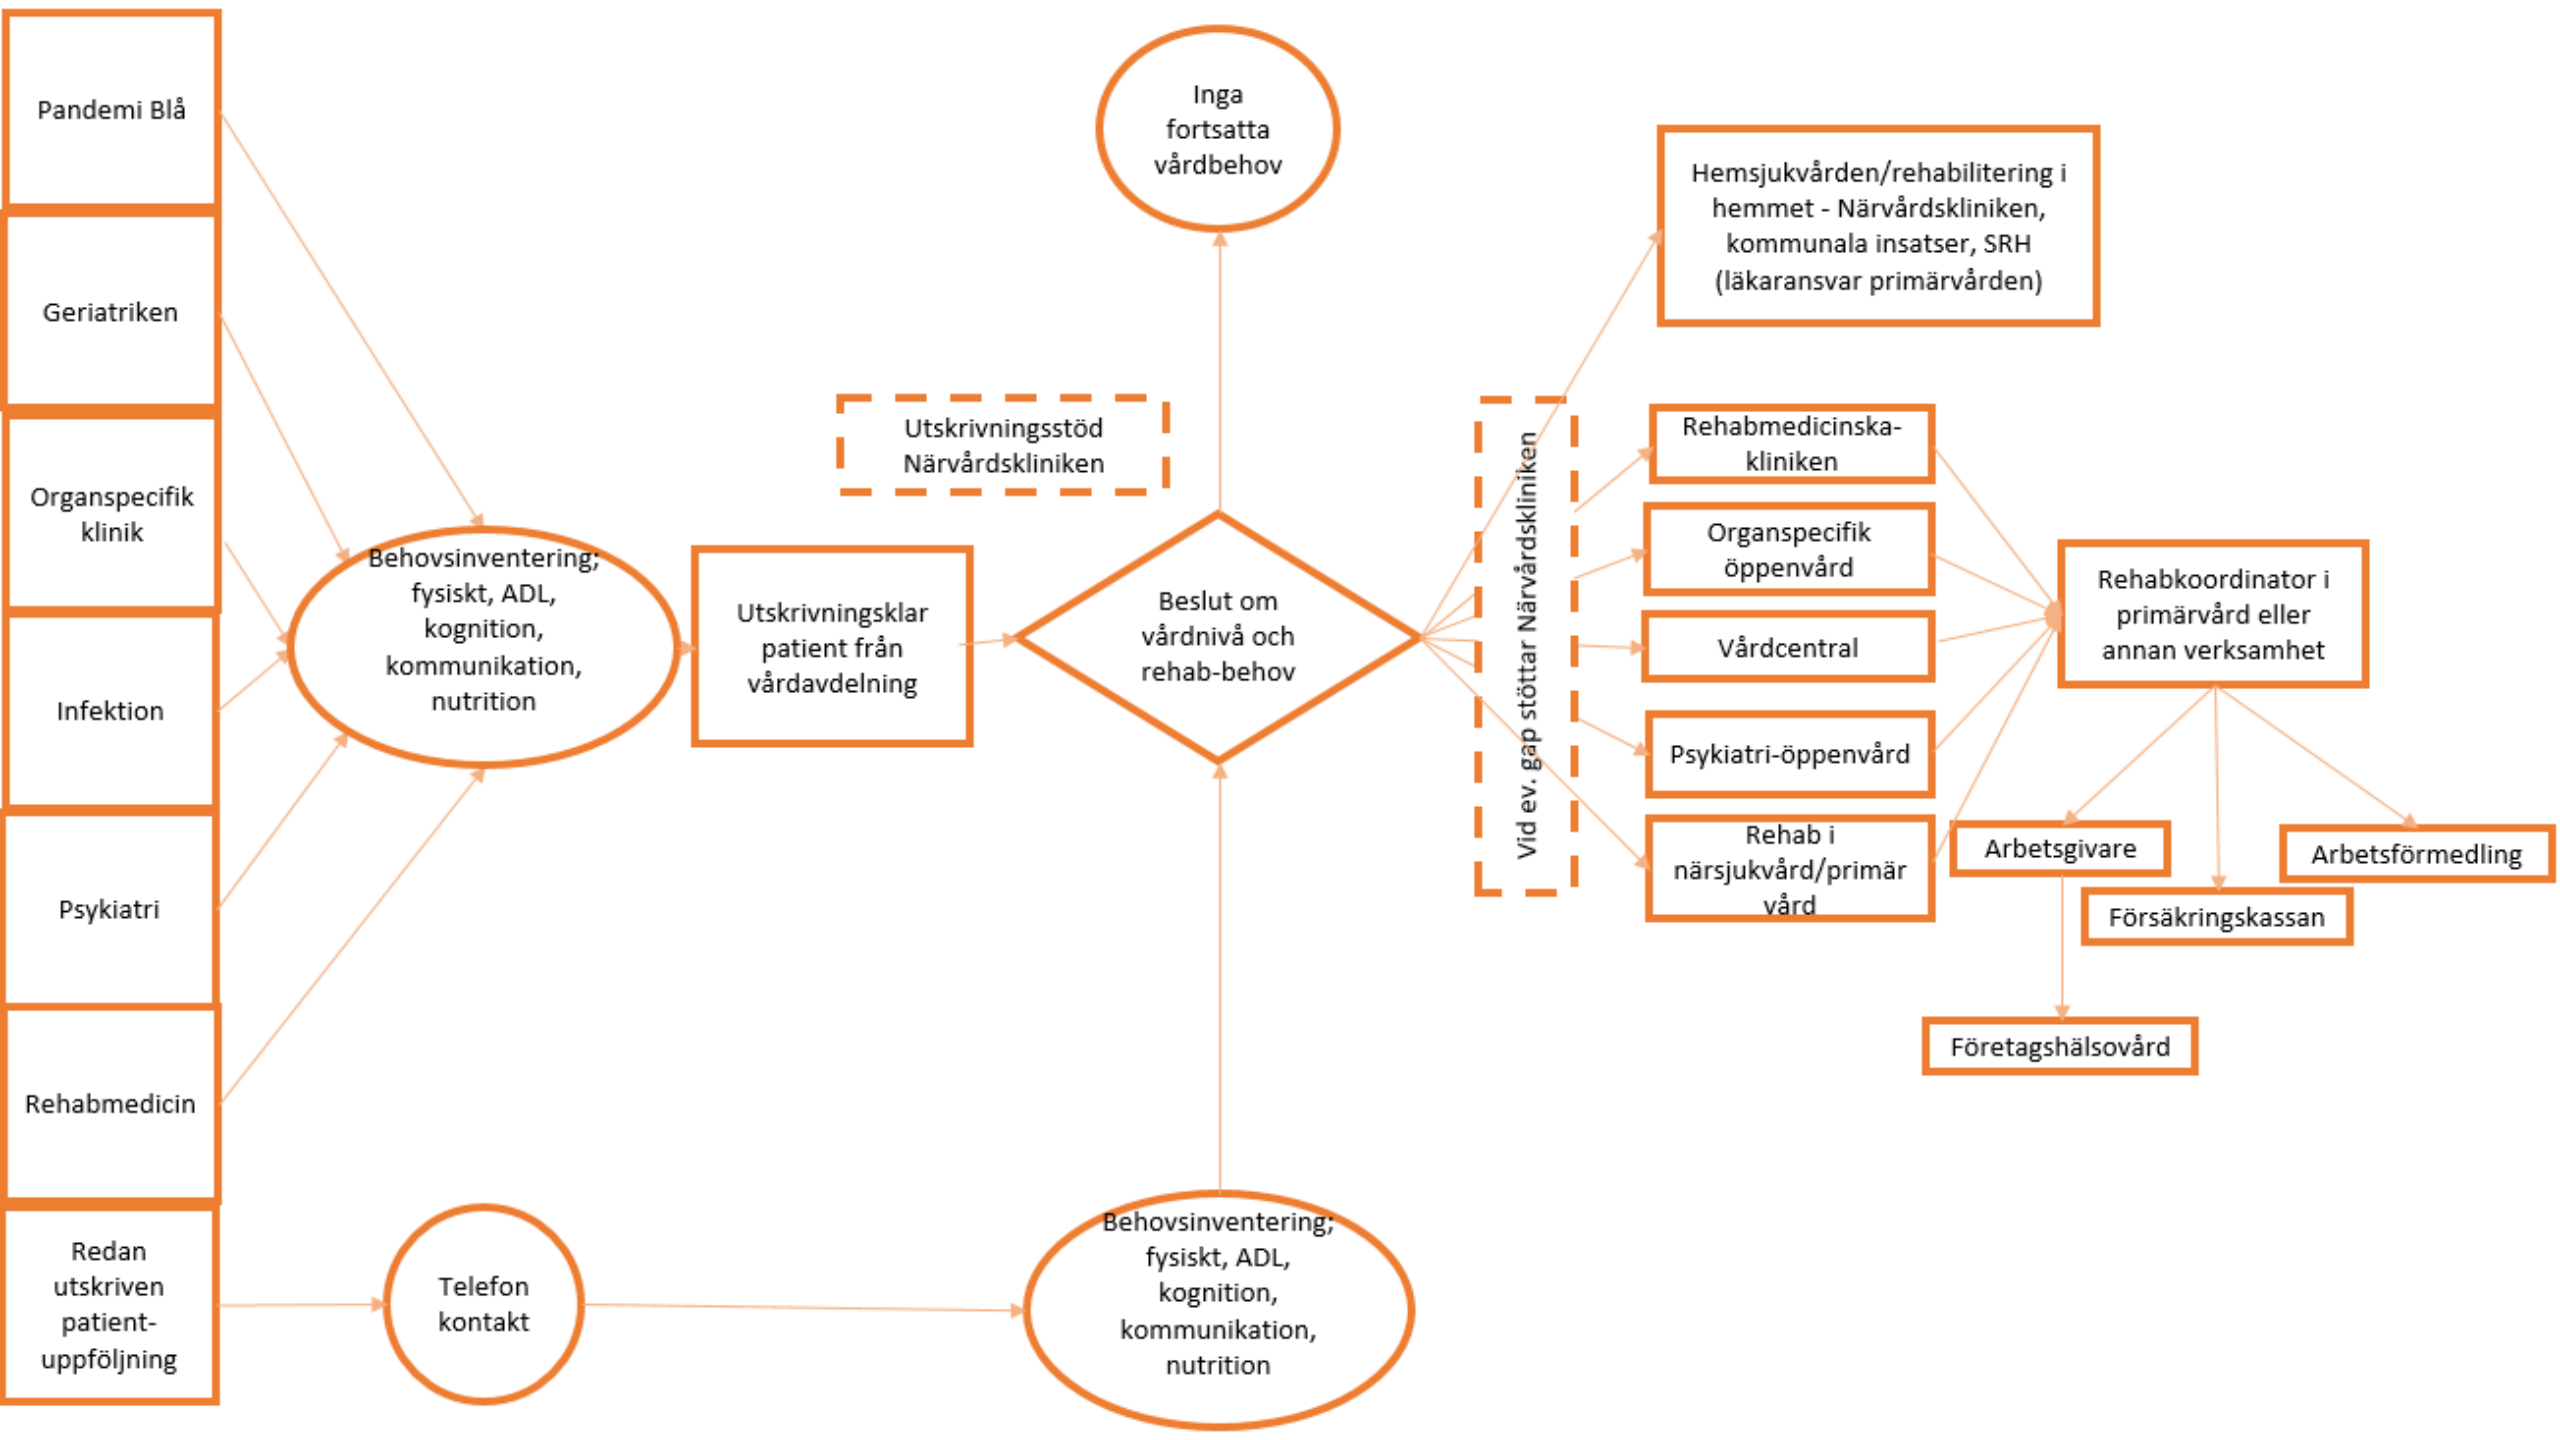 Pandemi Blå
Geriatriken
Organspecifik
klinik
Infektion
Psykiatri
Rehabmedicin
Redan
utskriven
patient-
uppföljning
Behovsinventering;
fysiskt, ADL,
kognition,
kommunikation,
nutrition
Telefon
kontakt
Utskrivningsklar
patient från
vårdavdelning
Utskrivningsstöd
Närvårdskliniken
Inga
fortsatta
vårdbehov
Beslut om
vårdnivå och
rehab-behov
Behovsinventering;
fysiskt, ADL,
kognition,
kommunikation,
nutrition
Vid ev. gap stöttar Närvårdskliniken
Hemsjukvården/rehabilitering i
hemmet - Närvårdskliniken,
kommunala insatser, SRH
(läkaransvar primärvården)
Rehabmedicinska-
kliniken
Organspecifik
öppenvård
Vårdcentral
Psykiatri-öppenvård
Rehab i
närsjukvård/primär
vård
Rehabkoordinator i
primärvård eller
annan verksamhet
Arbetsgivare
Arbetsförmedling
Försäkringskassan
Företagshälsovård